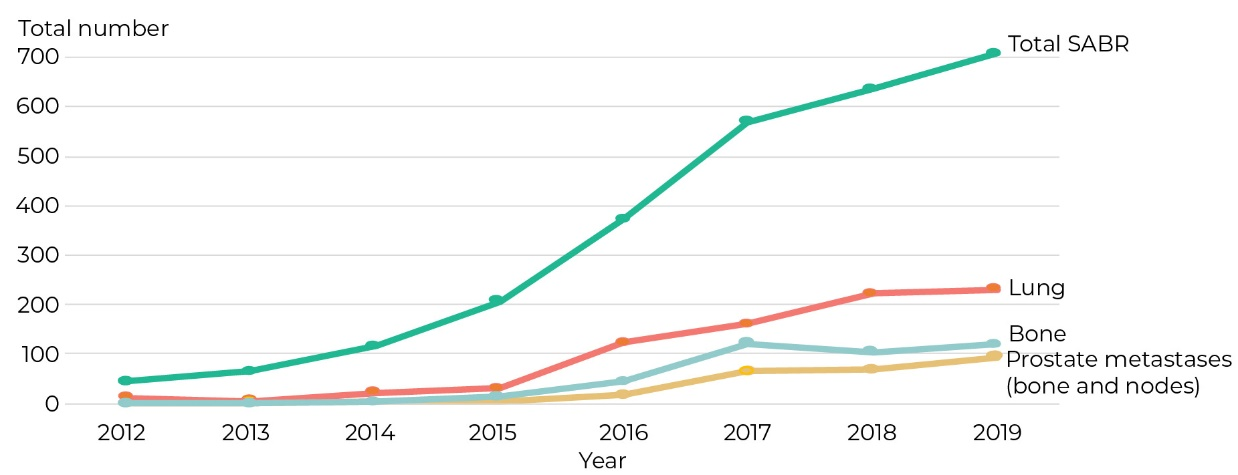 Total number
700
600
500
400
300
200
100
0
Total SABR
Lung
Bone
Prostate metastases
(bone and nodes)
2012 2013 2014 2015 2016 2017 2018 2019
Year